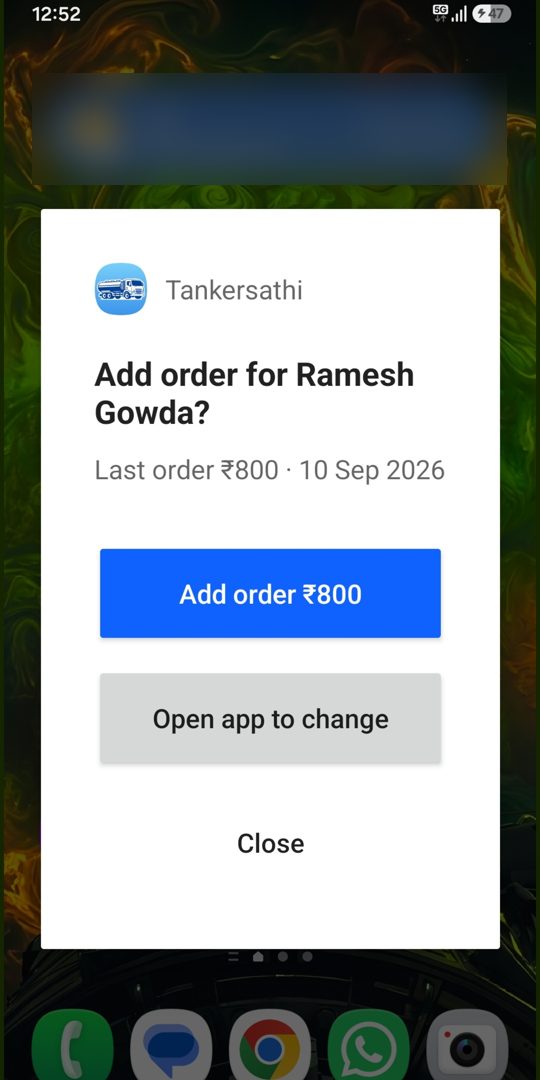 12:52
5G
47
Tankersathi
Add order for Ramesh
Gowda?
Last order ₹800 · 10 Sep 2026
Add order ₹800
Open app to change
Close